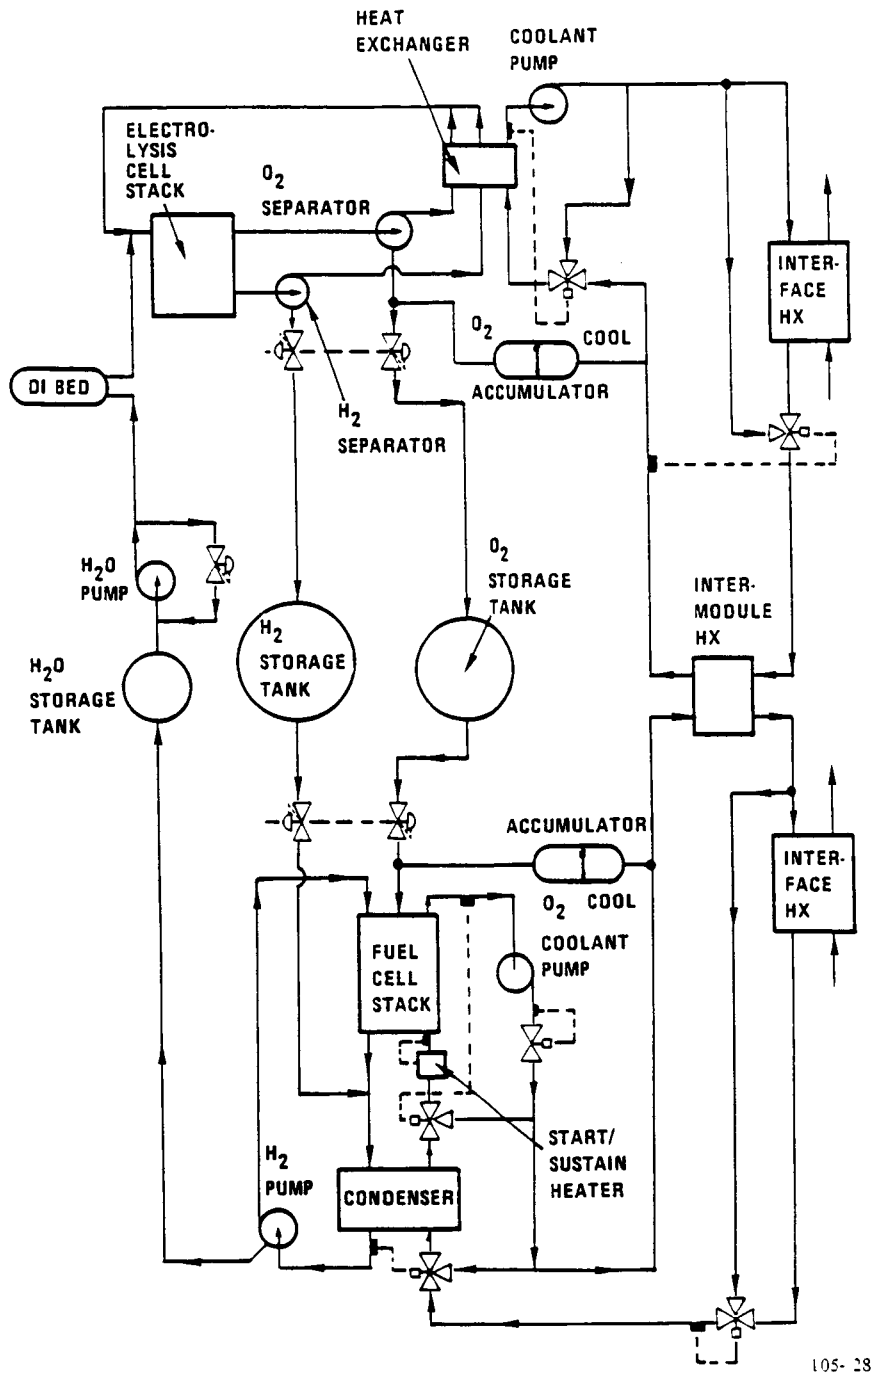 HEAT
EXCHANGER
COOLANT
PUMP
ELECTRO-
LYSIS
CELL
STACK
O2
SEPARATOR
INTER-
FACE
HX
O2
COOL
ACCUMULATOR
DI BED
H2
SEPARATOR
H2O
PUMP
O2
STORAGE
TANK
INTER-
MODULE
HX
H2
STORAGE
TANK
H2O
STORAGE
TANK
ACCUMULATOR
O2 COOL
INTER-
FACE
HX
FUEL
CELL
STACK
COOLANT
PUMP
START/
SUSTAIN
HEATER
H2
PUMP
CONDENSER
105-28